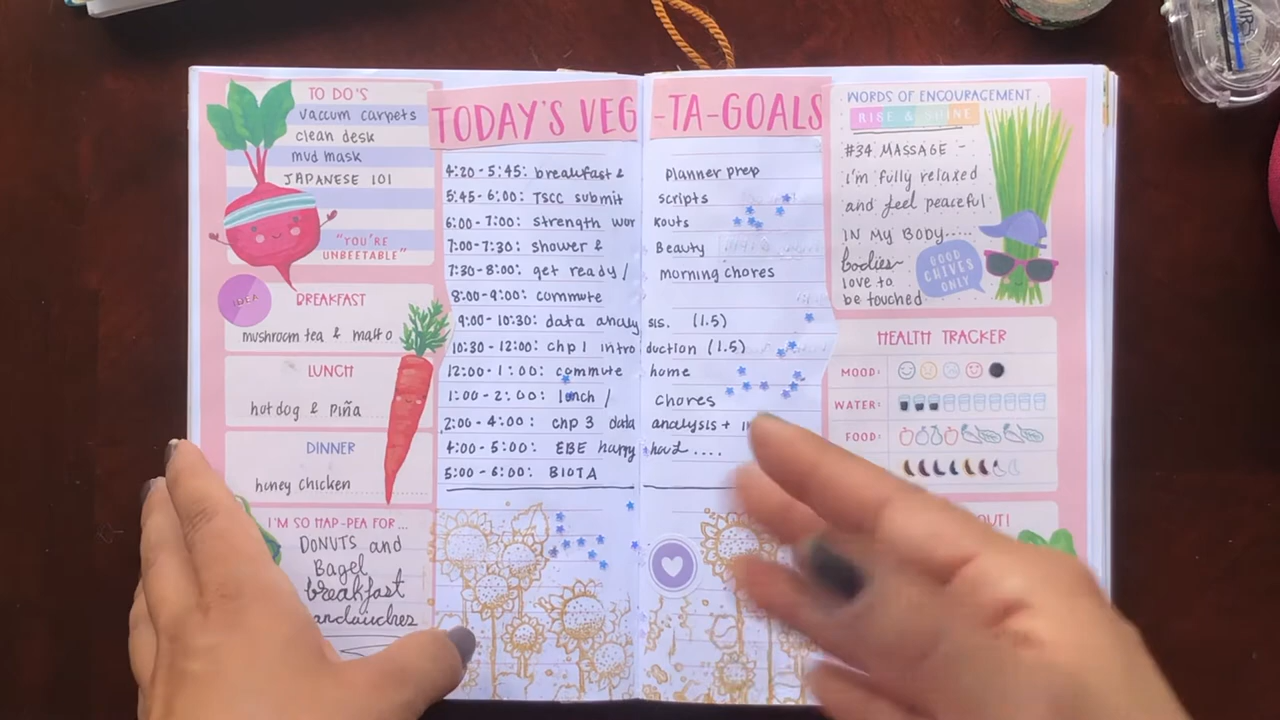 TO DO'S
vaccum carpets
clean desk
mud mask
JAPANESE 101
"YOU'RE
UNBEETABLE"
IDEA
BREAKFAST
mushroom tea &
LUNCH
hot dog & piña
DINNER
honey chicken
I'M SO HAP-PEA FOR...
DONUTS and
Bagel
breakfast
TODAY'S VEG-TA-GOALS
4:20-5:45: breakfast & planner prep
5:45-6:00: TSCC submit scripts
6:00-7:00: strength workouts
7:00-7:30: shower & Beauty
7:30-8:00: get ready / morning chores
8:00-9:00: commute
9:00-10:30: data analysis. (1.5)
10:30-12:00: chp 1 introduction (1.5)
12:00-1:00: commute home
1:00-2:00: lunch / chores
2:00-4:00: chp 3 data analysis +
4:00-5:00: EBE happy
5:00-6:00: BIOTA
WORDS OF ENCOURAGEMENT
RISE & SHINE
#34 MASSAGE -
I'm fully relaxed
and feel peaceful
IN MY BODY.....
bodies
love to
be touched
GOOD
CHIVES
ONLY
HEALTH TRACKER
MOOD:
WATER:
FOOD: